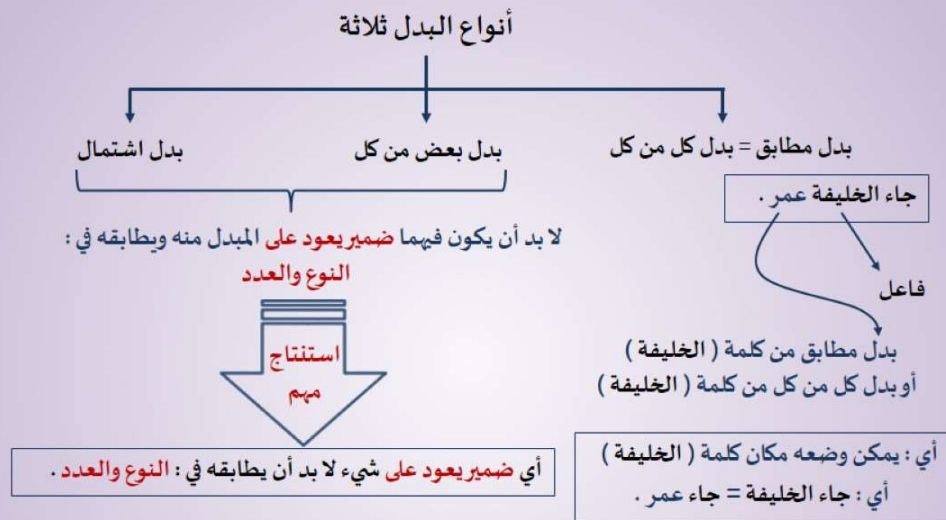 أنواع البدل ثلاثة
بدل مطابق = بدل كل من كل
بدل بعض من كل
بدل اشتمال
جاء الخليفة عمر .
فاعل
بدل مطابق من كلمة ( الخليفة )
أو بدل كل من كل من كلمة ( الخليفة )
أي : يمكن وضعه مكان كلمة ( الخليفة )
أي : جاء الخليفة = جاء عمر .
لا بد أن يكون فيهما ضمير يعود على المبدل منه ويطابقه في :
النوع والعدد
استنتاج
مهم
أي ضمير يعود على شيء لا بد أن يطابقه في : النوع والعدد .